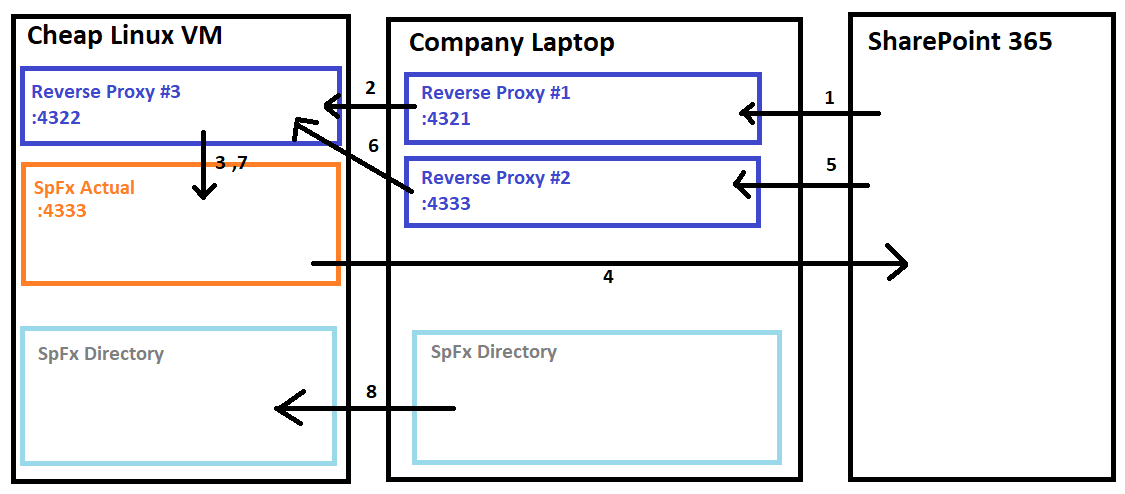 Cheap Linux VM
Reverse Proxy #3
:4322
3 ,7
SpFx Actual
:4333
SpFx Directory
2
6
4
8
Company Laptop
Reverse Proxy #1
:4321
Reverse Proxy #2
:4333
SpFx Directory
1
5
SharePoint 365